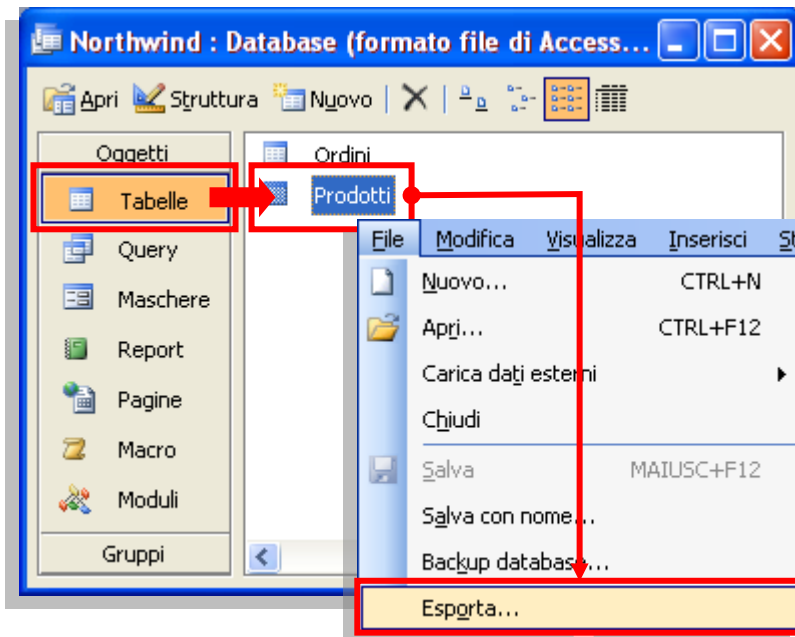 Northwind : Database (formato file di Access...
Apri Struttura Nuovo
Oggetti
Tabelle
Query
Maschere
Report
Pagine
Macro
Moduli
Gruppi
Ordini
Prodotti
File Modifica Visualizza Inserisci St
Nuovo... CTRL+N
Apri... CTRL+F12
Carica dati esterni
Chiudi
Salva MAIUSC+F12
Salva con nome...
Backup database...
Esporta...